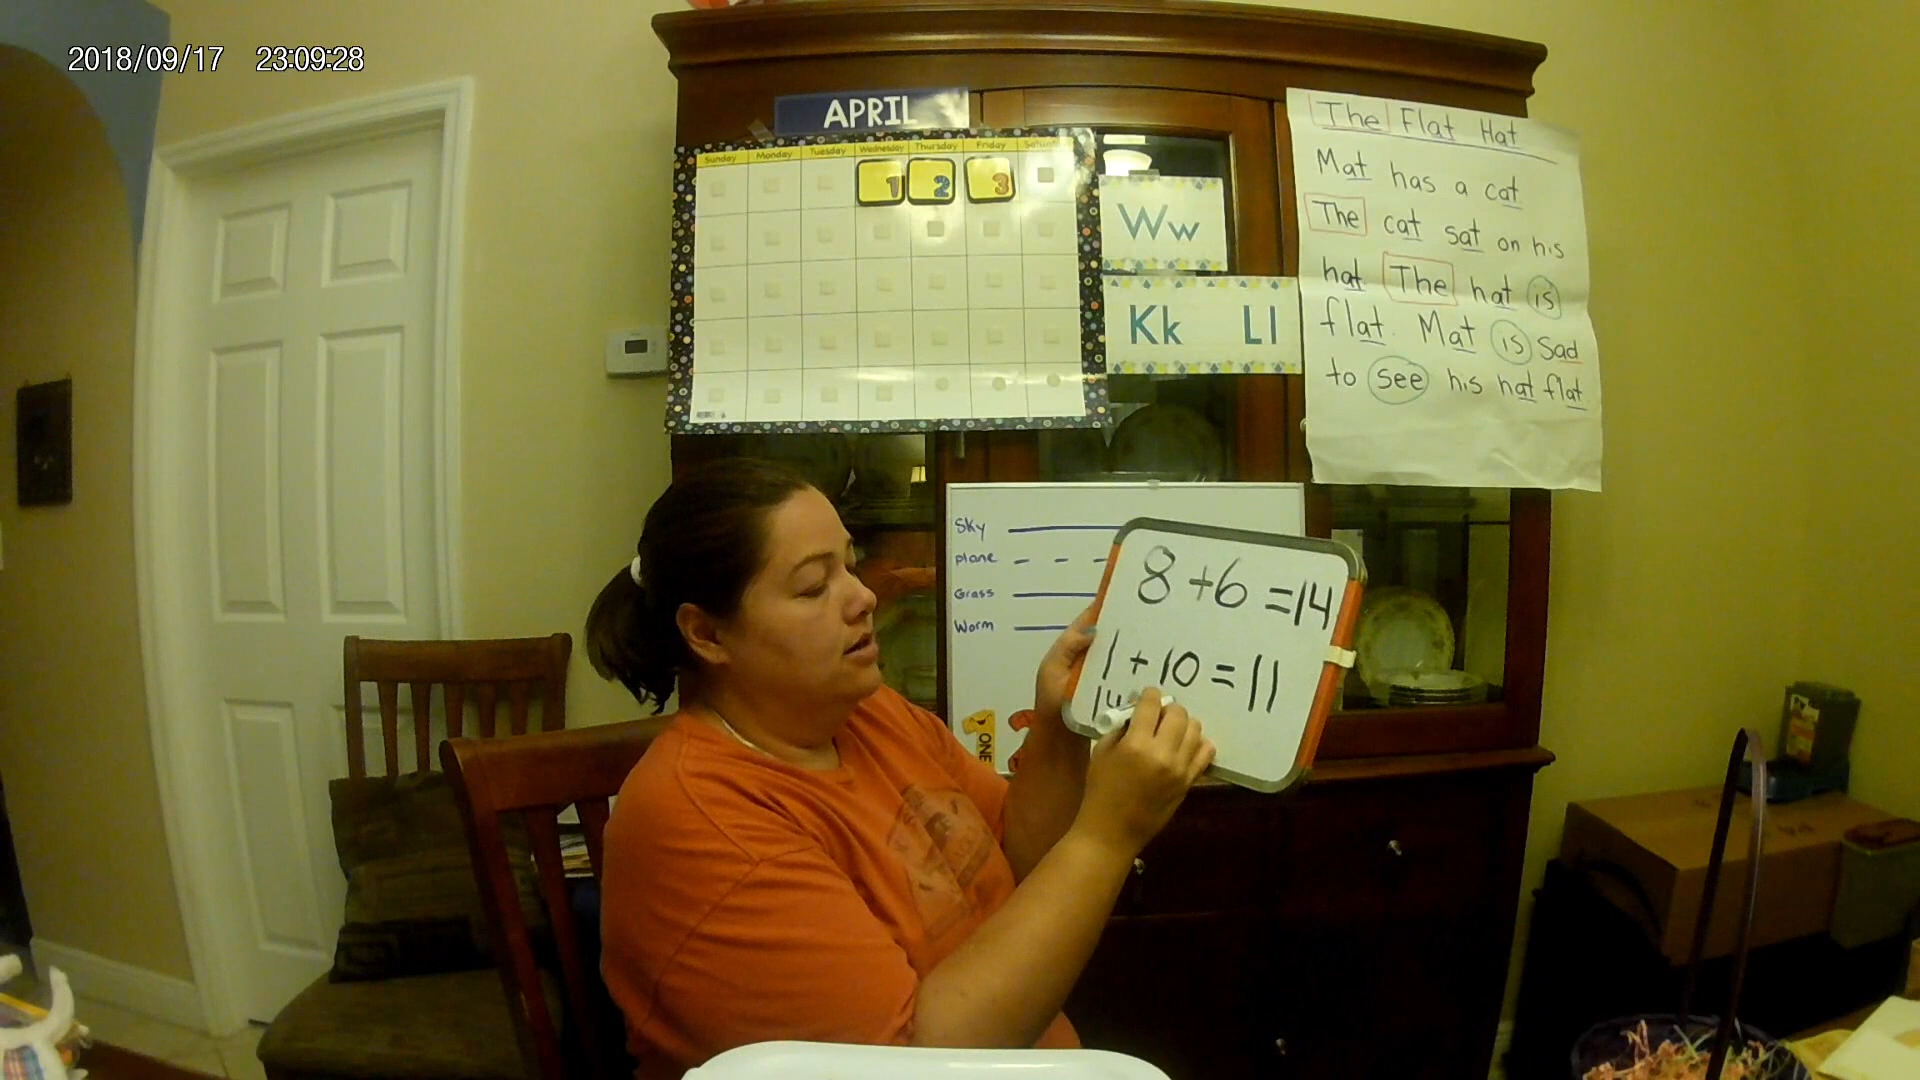 2018/09/17 23:09:28
APRIL
Sunday Monday Tuesday Wednesday Thursday Friday Saturday
1 2 3
Ww
Kk Ll
The Flat Hat
Mat has a cat
The cat sat on his
hat The hat is
flat. Mat is Sad
to see his hat flat
Sky
plane
Grass
Worm
ONE
8+6=14
1+10=11
14